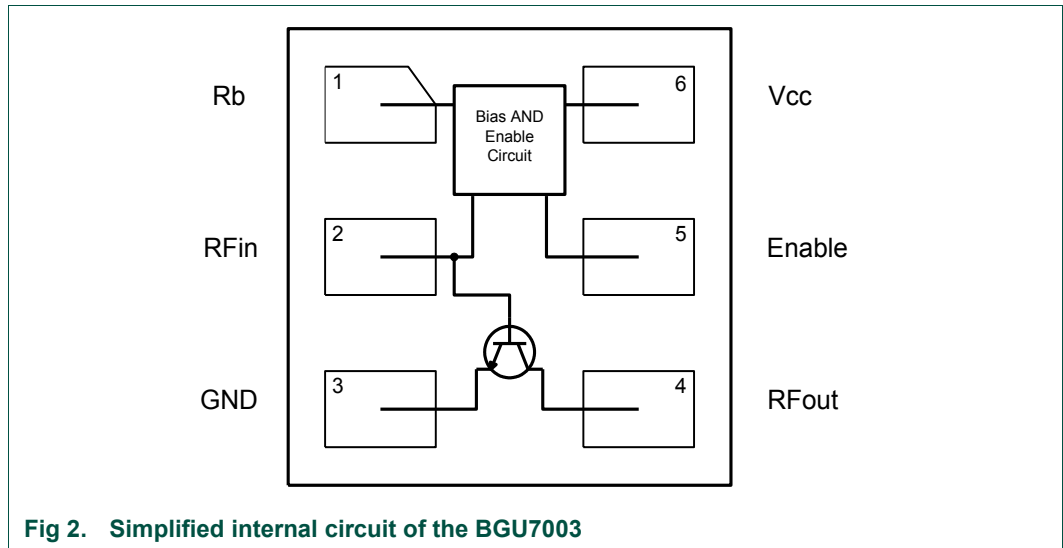 Rb
1
Bias AND
Enable
Circuit
6
Vcc
RFin
2
5
Enable
GND
3
4
RFout
Fig 2. Simplified internal circuit of the BGU7003